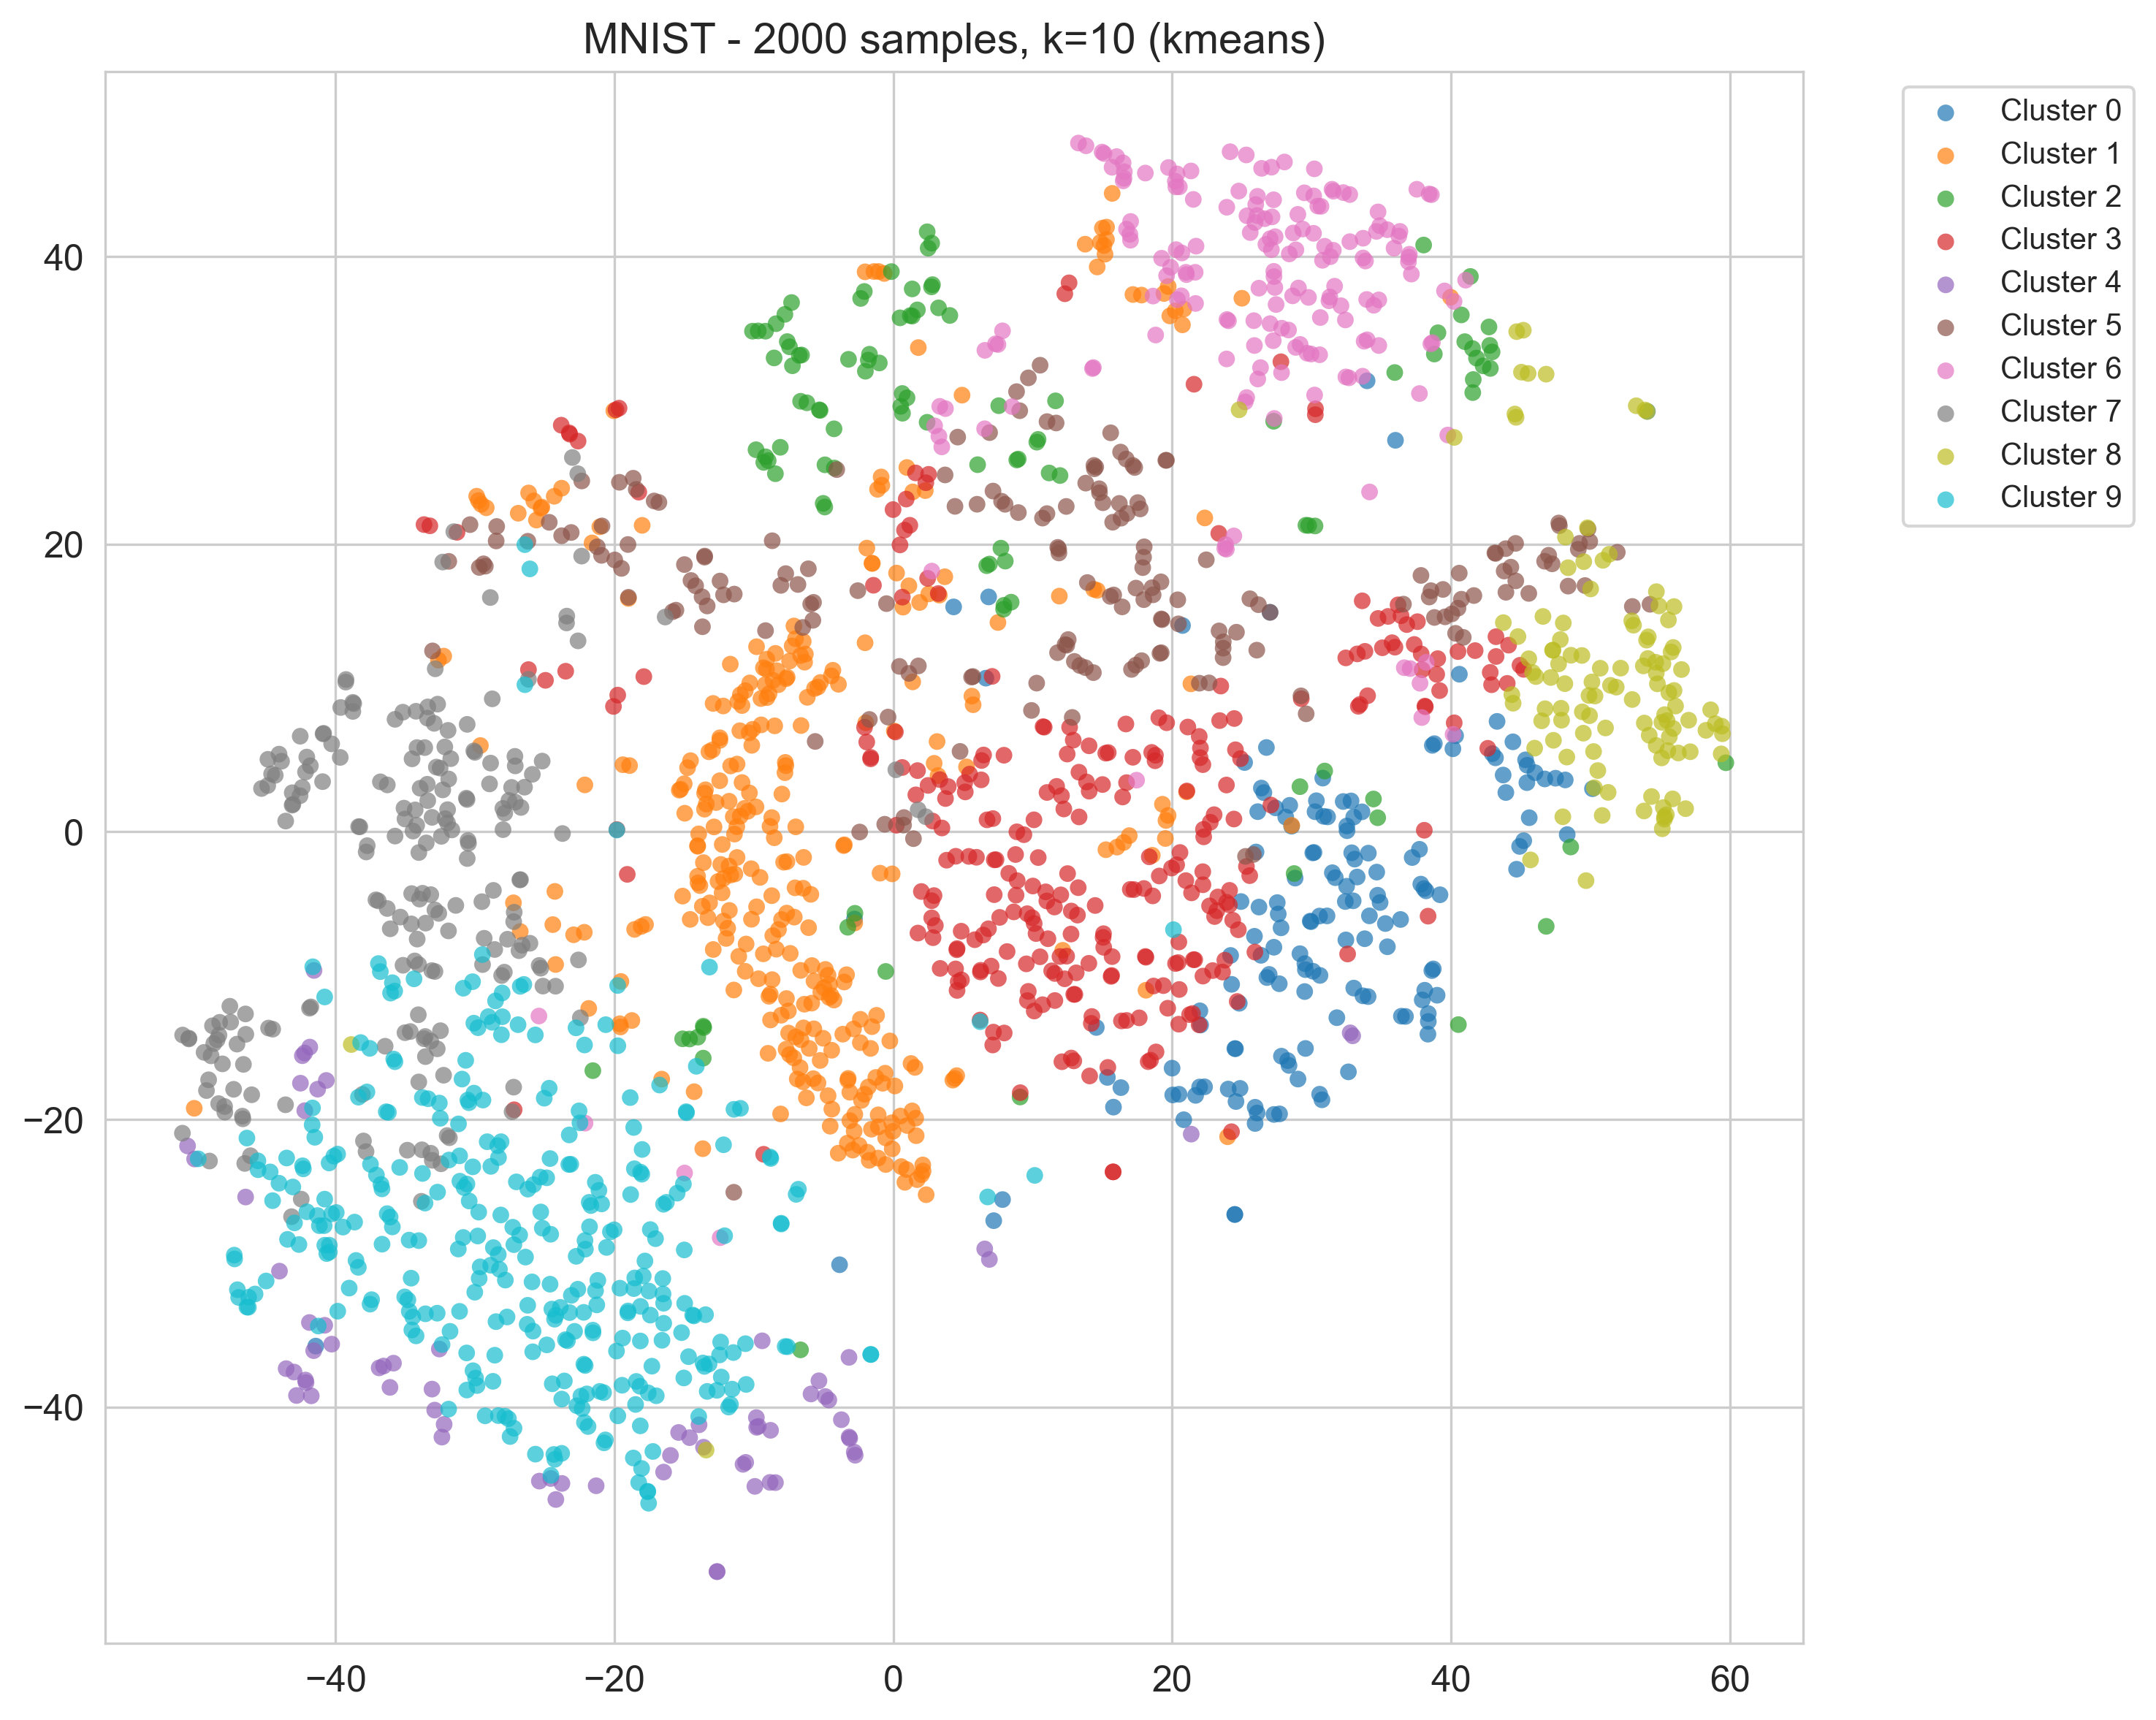 MNIST - 2000 samples, k=10 (kmeans)
Cluster 0
Cluster 1
Cluster 2
Cluster 3
Cluster 4
Cluster 5
Cluster 6
Cluster 7
Cluster 8
Cluster 9
40
20
0
−20
−40
−40 −20 0 20 40 60